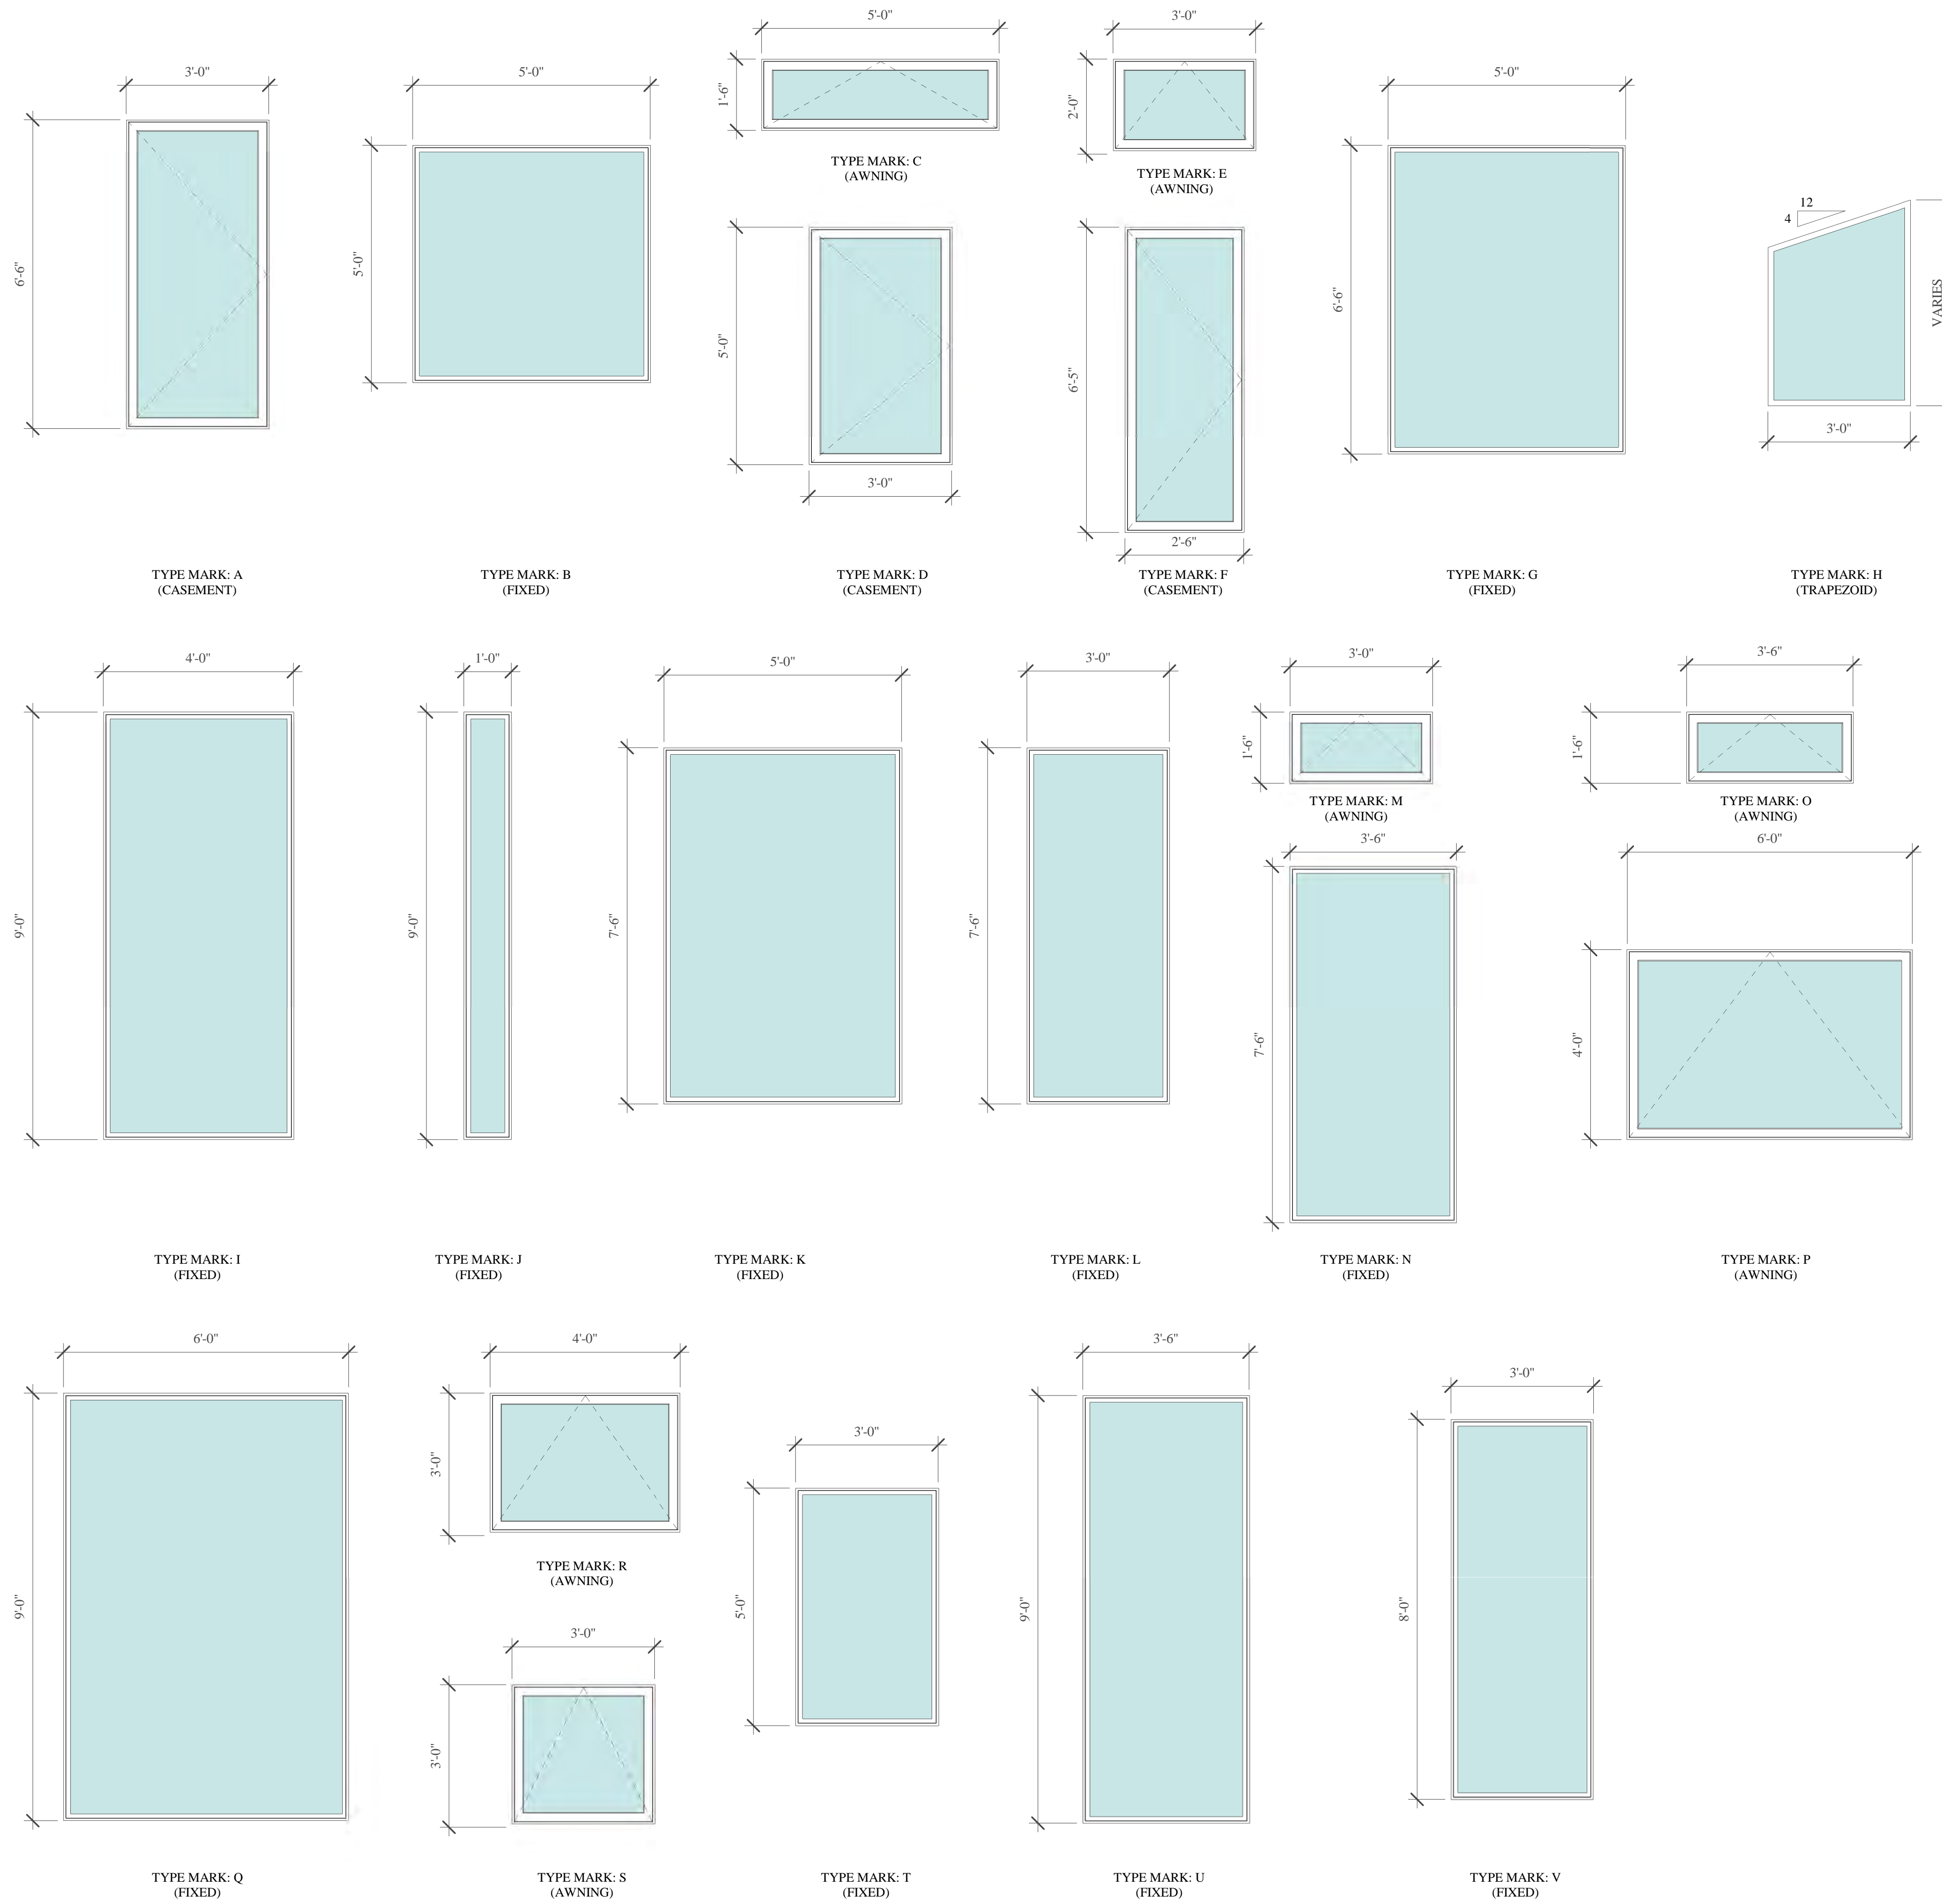 5'-0"
3'-0"
3'-0"
5'-0"
5'-0"
1'-6"
2'-0"
TYPE MARK: C
(AWNING)
TYPE MARK: E
(AWNING)
12
4
6'-6"
5'-0"
5'-0"
6'-5"
6'-6"
VARIES
3'-0"
3'-0"
2'-6"
TYPE MARK: A
(CASEMENT)
TYPE MARK: B
(FIXED)
TYPE MARK: D
(CASEMENT)
TYPE MARK: F
(CASEMENT)
TYPE MARK: G
(FIXED)
TYPE MARK: H
(TRAPEZOID)
4'-0"
1'-0"
5'-0"
3'-0"
3'-0"
3'-6"
1'-6"
1'-6"
TYPE MARK: M
(AWNING)
TYPE MARK: O
(AWNING)
3'-6"
6'-0"
9'-0"
9'-0"
7'-6"
7'-6"
7'-6"
4'-0"
TYPE MARK: I
(FIXED)
TYPE MARK: J
(FIXED)
TYPE MARK: K
(FIXED)
TYPE MARK: L
(FIXED)
TYPE MARK: N
(FIXED)
TYPE MARK: P
(AWNING)
6'-0"
4'-0"
3'-6"
3'-0"
3'-0"
3'-0"
TYPE MARK: R
(AWNING)
9'-0"
5'-0"
9'-0"
8'-0"
3'-0"
3'-0"
TYPE MARK: Q
(FIXED)
TYPE MARK: S
(AWNING)
TYPE MARK: T
(FIXED)
TYPE MARK: U
(FIXED)
TYPE MARK: V
(FIXED)